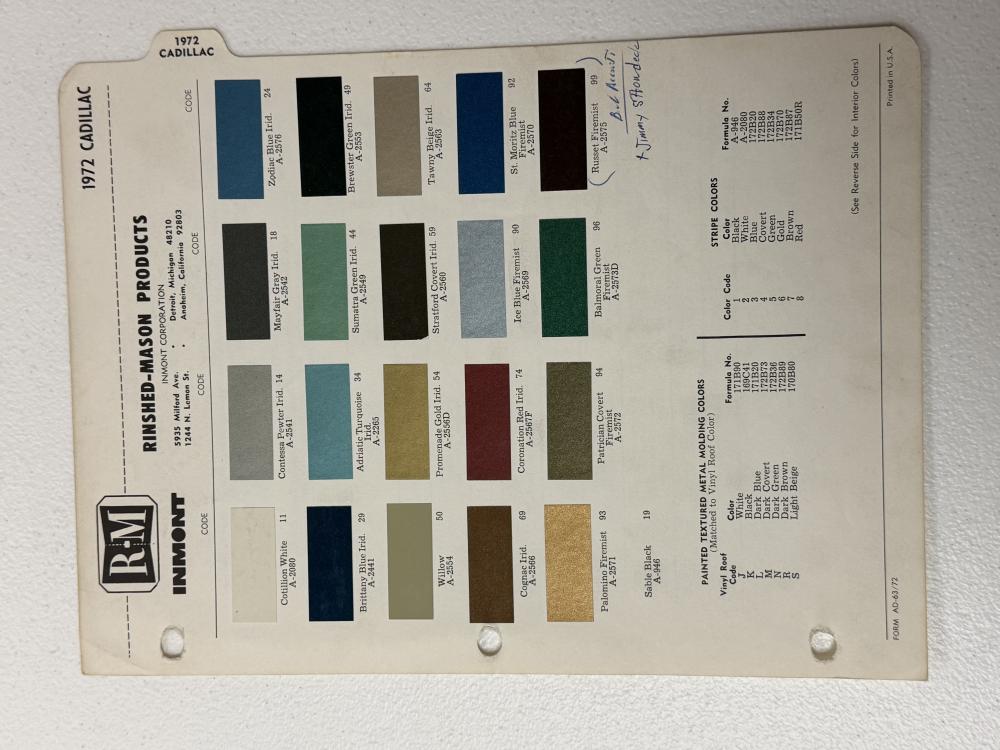 1972
CADILLAC
1972 CADILLAC
R-M
INMONT
RINSHED-MASON PRODUCTS
INMONT CORPORATION
5935 Milford Ave. • Detroit, Michigan 48210
1244 N. Lemon St. • Anaheim, California 92803
CODE CODE CODE CODE
Cotillion White 11
A-2080
Contessa Pewter Irid. 14
A-2541
Mayfair Gray Irid. 18
A-2542
Zodiac Blue Irid. 24
A-2576
Brittany Blue Irid. 29
A-2441
Adriatic Turquoise 34
Irid.
A-2265
Sumatra Green Irid. 44
A-2549
Brewster Green Irid. 49
A-2553
Willow 50
A-2554
Promenade Gold Irid. 54
A-2556D
Stratford Covert Irid. 59
A-2560
Tawny Beige Irid. 64
A-2563
Cognac Irid. 69
A-2566
Coronation Red Irid. 74
A-2567F
Ice Blue Firemist 90
A-2569
St. Moritz Blue 92
Firemist
A-2570
Palomino Firemist 93
A-2571
Patrician Covert 94
Firemist
A-2572
Balmoral Green 96
Firemist
A-2573D
(Russet Firemist 99)
A-2575
Bob
+ Jimmy
Sable Black 19
A-946
PAINTED TEXTURED METAL MOLDING COLORS
(Matched to Vinyl Roof Color)
Vinyl Roof
Code Color Formula No.
J White 171B90
K Black 169C41
L Dark Blue 171B20
M Dark Covert 172B73
N Dark Green 172B36
R Dark Brown 172B89
S Light Beige 170B80
STRIPE COLORS
Color Code Color Formula No.
1 Black A-946
2 White A-2080
3 Blue 172B20
4 Covert 172B88
5 Green 172B34
6 Gold 172B70
7 Brown 172B87
8 Red 171B50R
(See Reverse Side for Interior Colors)
FORM AD-63/72
Printed in U.S.A.